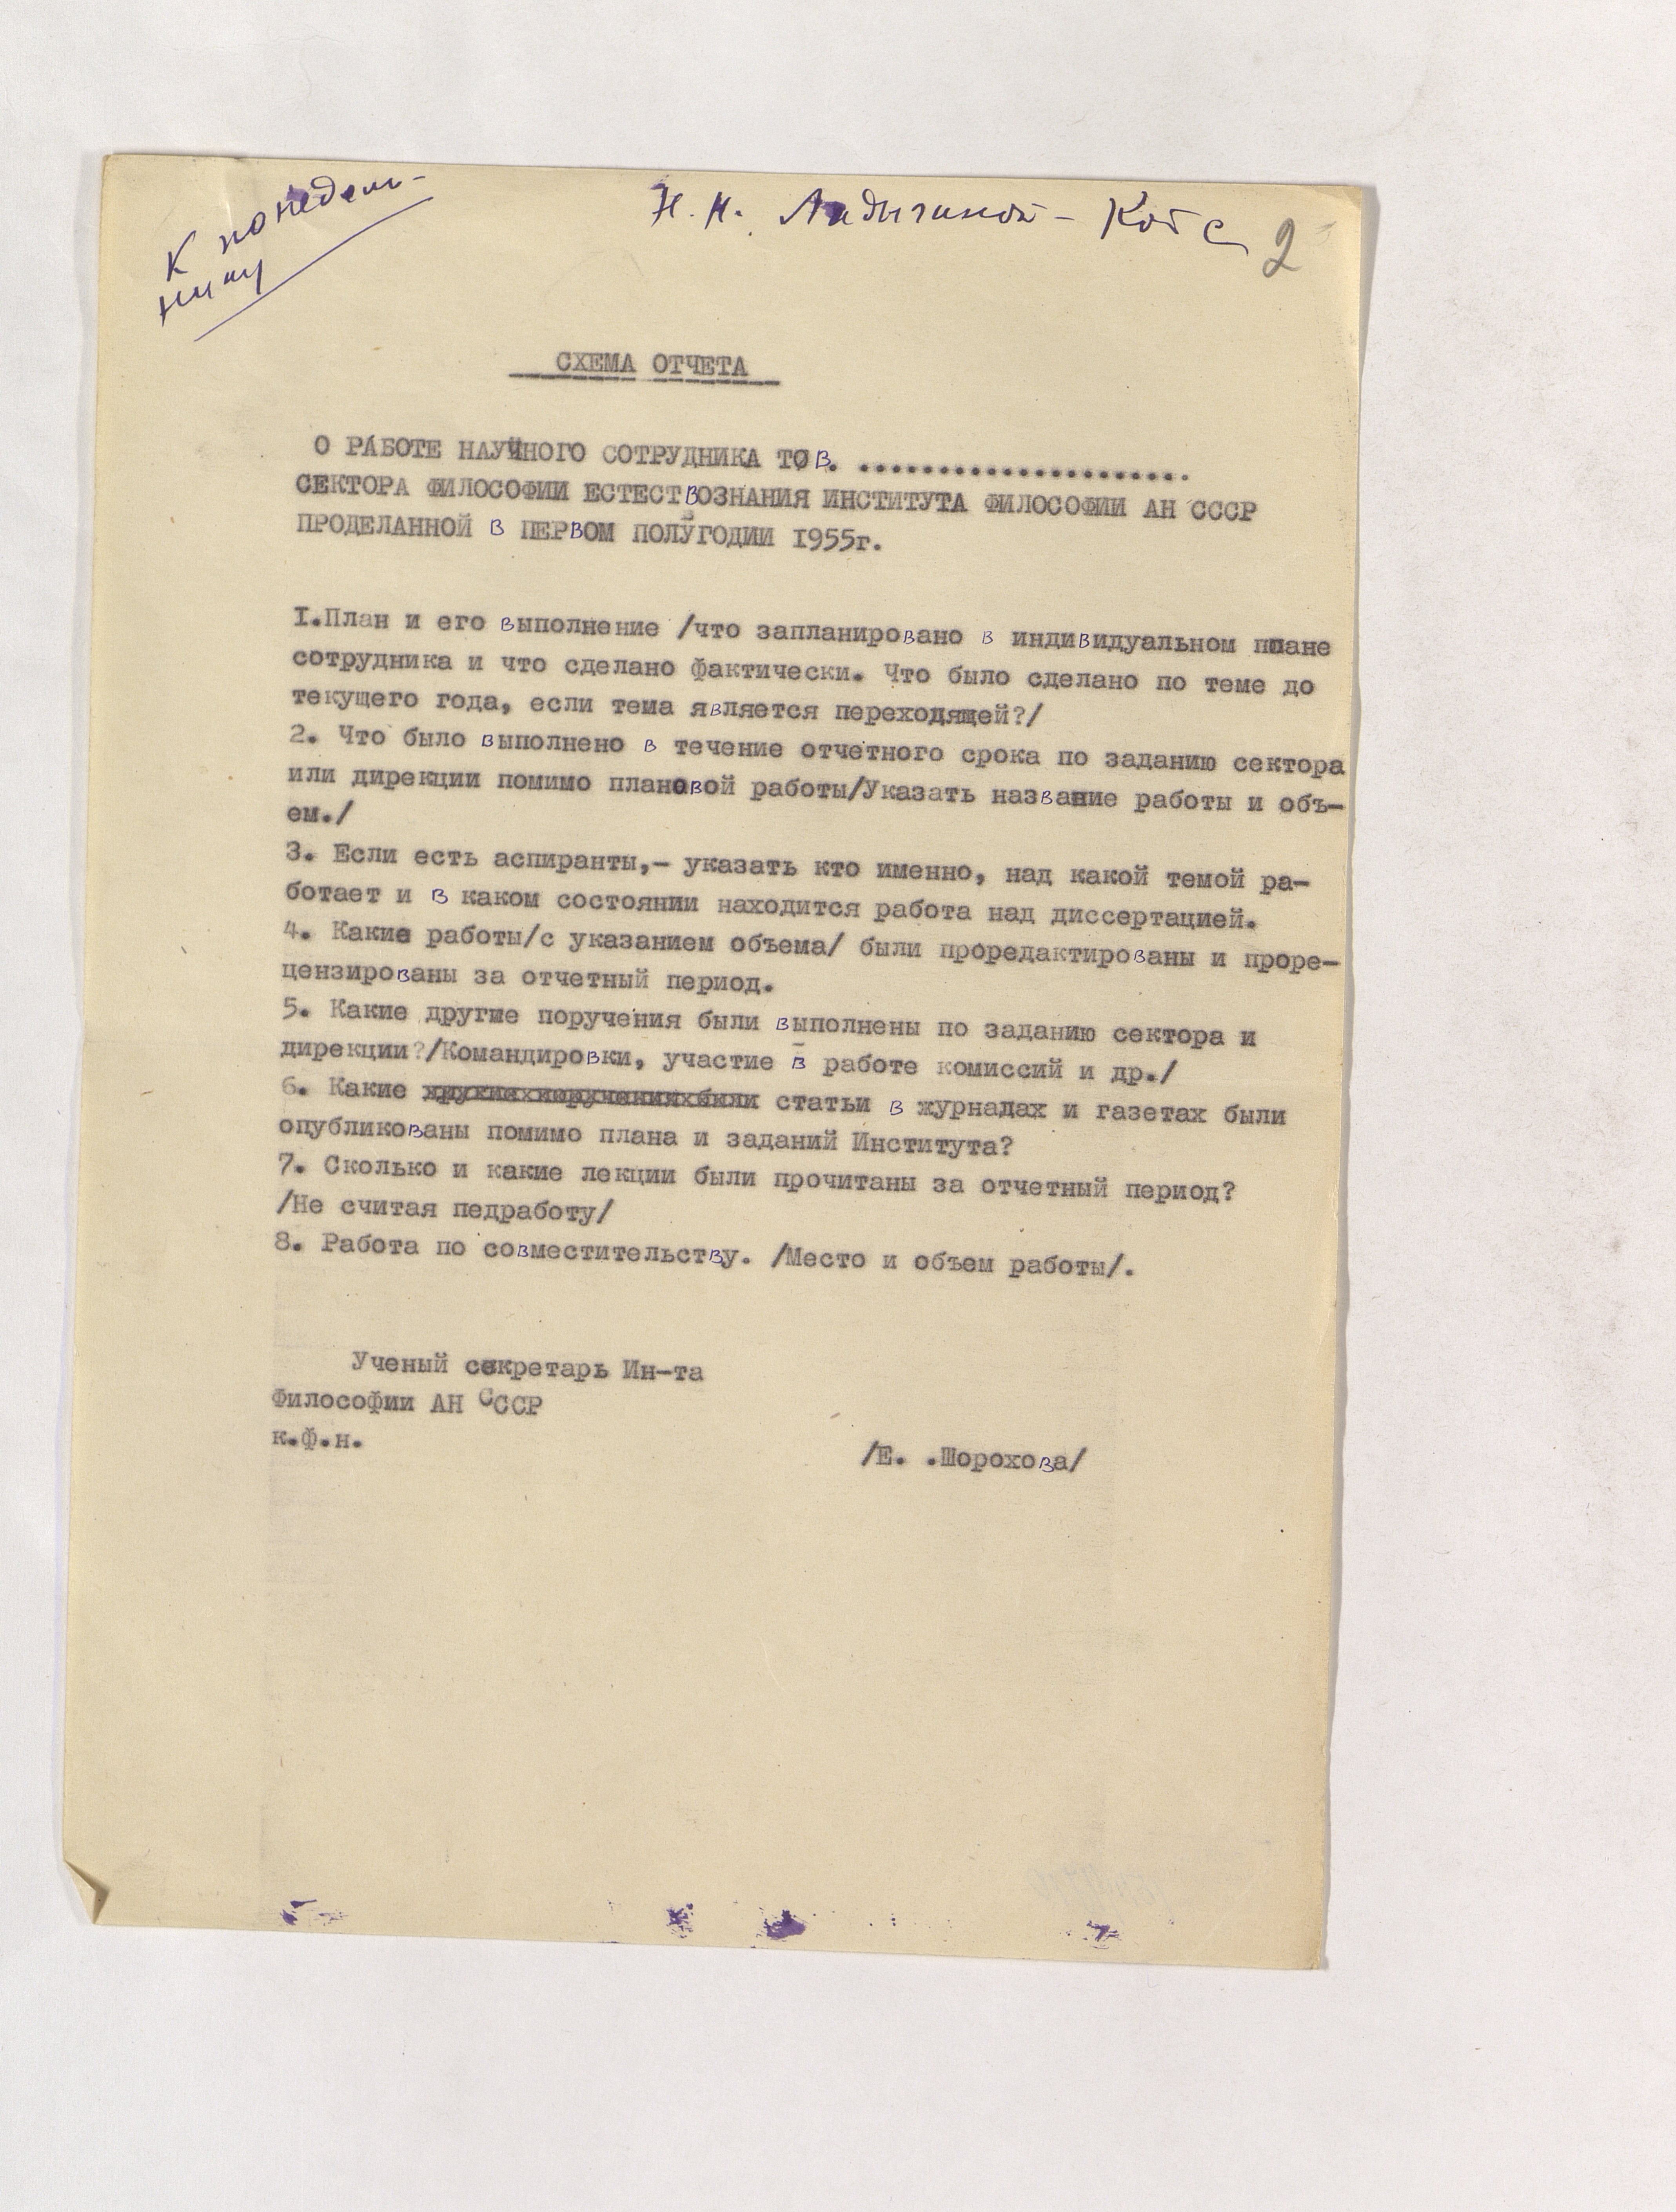 К понедель-
нику
Н. Н. Ладыгиной-Котс
2
СХЕМА ОТЧЕТА
О РАБОТЕ НАУЧНОГО СОТРУДНИКА ТОВ. .....................
СЕКТОРА ФИЛОСОФИИ ЕСТЕСТВОЗНАНИЯ ИНСТИТУТА ФИЛОСОФИИ АН СССР
ПРОДЕЛАННОЙ В ПЕРВОМ ПОЛУГОДИИ 1955г.
1.План и его выполнение /что запланировано в индивидуальном плане
сотрудника и что сделано фактически. Что было сделано по теме до
текущего года, если тема является переходящей?/
2. Что было выполнено в течение отчетного срока по заданию сектора
или дирекции помимо плановой работы/Указать название работы и объ-
ем./
3. Если есть аспиранты,- указать кто именно, над какой темой ра-
ботает и в каком состоянии находится работа над диссертацией.
4. Какие работы/с указанием объема/ были проредактированы и проре-
цензированы за отчетный период.
5. Какие другие поручения были выполнены по заданию сектора и
дирекции?/Командировки, участие в работе комиссий и др./
6. Какие другие поручения были статьи в журнадах и газетах были
опубликованы помимо плана и заданий Института?
7. Сколько и какие лекции были прочитаны за отчетный период?
/Не считая педработу/
8. Работа по совместительству. /Место и объем работы/.
Ученый секретарь Ин-та
Философии АН СССР
к.ф.н.
/Е. .Шорохова/